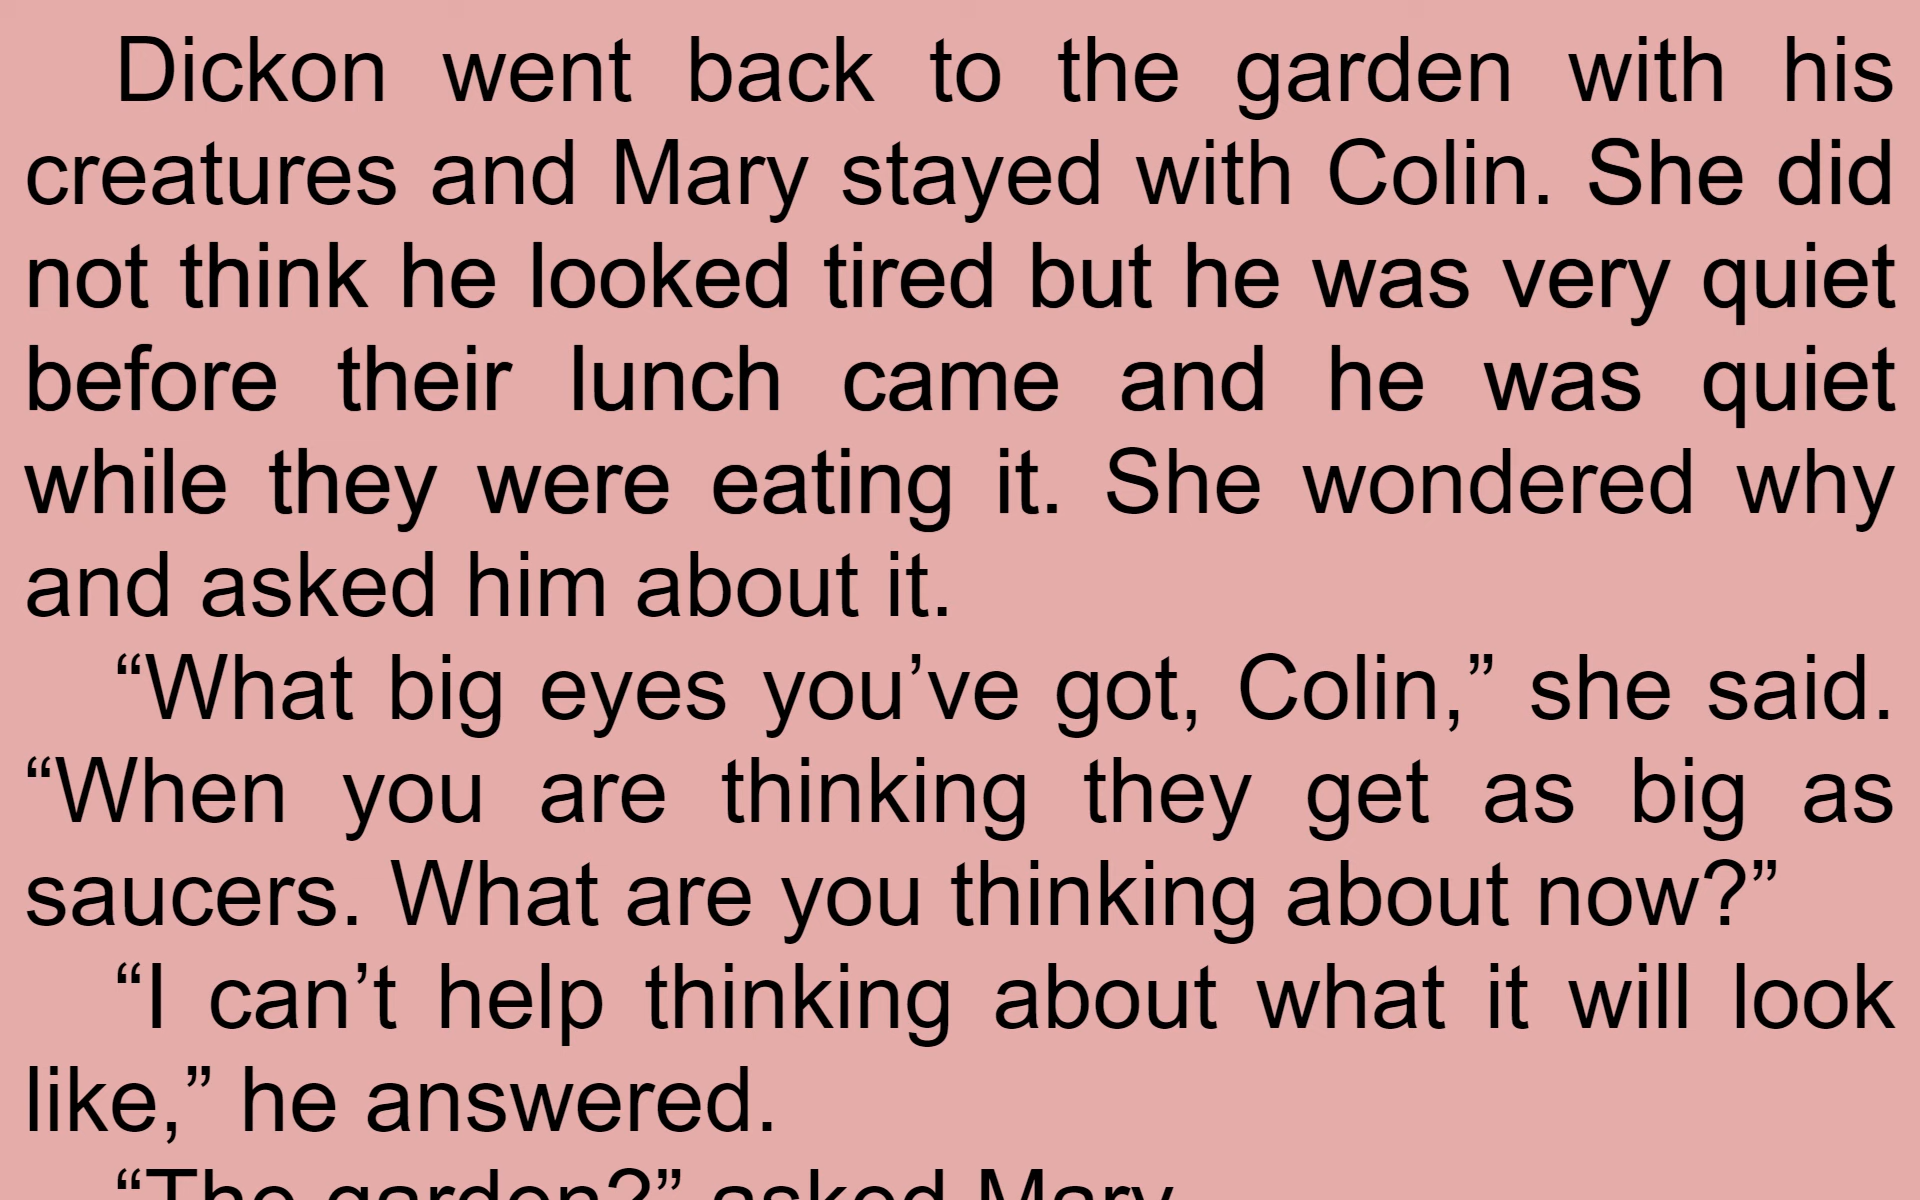 Dickon went back to the garden with his
creatures and Mary stayed with Colin. She did
not think he looked tired but he was very quiet
before their lunch came and he was quiet
while they were eating it. She wondered why
and asked him about it.
“What big eyes you’ve got, Colin,” she said.
“When you are thinking they get as big as
saucers. What are you thinking about now?”
“I can’t help thinking about what it will look
like,” he answered.
“The garden?” asked Mary.